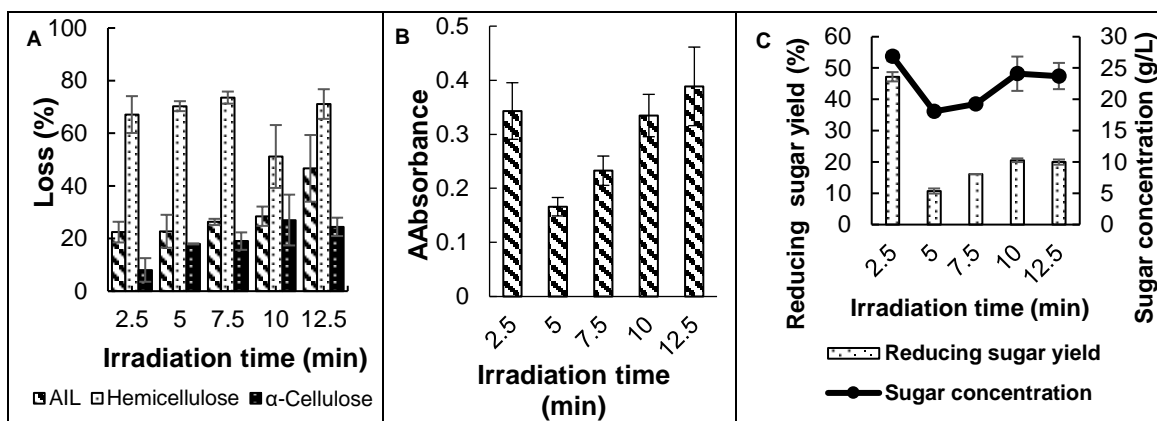 A
Loss (%)
100
80
60
40
20
0
2.5 5 7.5 10 12.5
Irradiation time (min)
AIL Hemicellulose α-Cellulose
B
AAbsorbance
0.5
0.4
0.3
0.2
0.1
0
2.5 5 7.5 10 12.5
Irradiation time
(min)
C
Reducing sugar yield (%)
60
50
40
30
20
10
0
30
25
20
15
10
5
0
Sugar concentration (g/L)
2.5 5 7.5 10 12.5
Irradiation time (min)
Reducing sugar yield
Sugar concentration